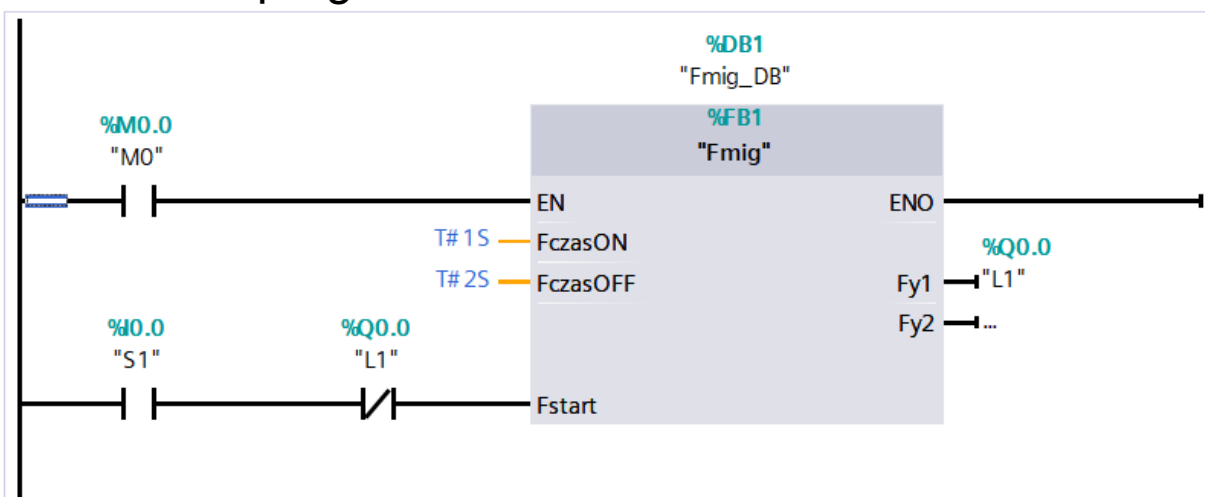 %DB1
"Fmig_DB"
%FB1
"Fmig"
%M0.0
"M0"
EN
ENO
T#1S
FczasON
T#2S
FczasOFF
%Q0.0
Fy1
"L1"
Fy2
...
%I0.0
"S1"
%Q0.0
"L1"
Fstart